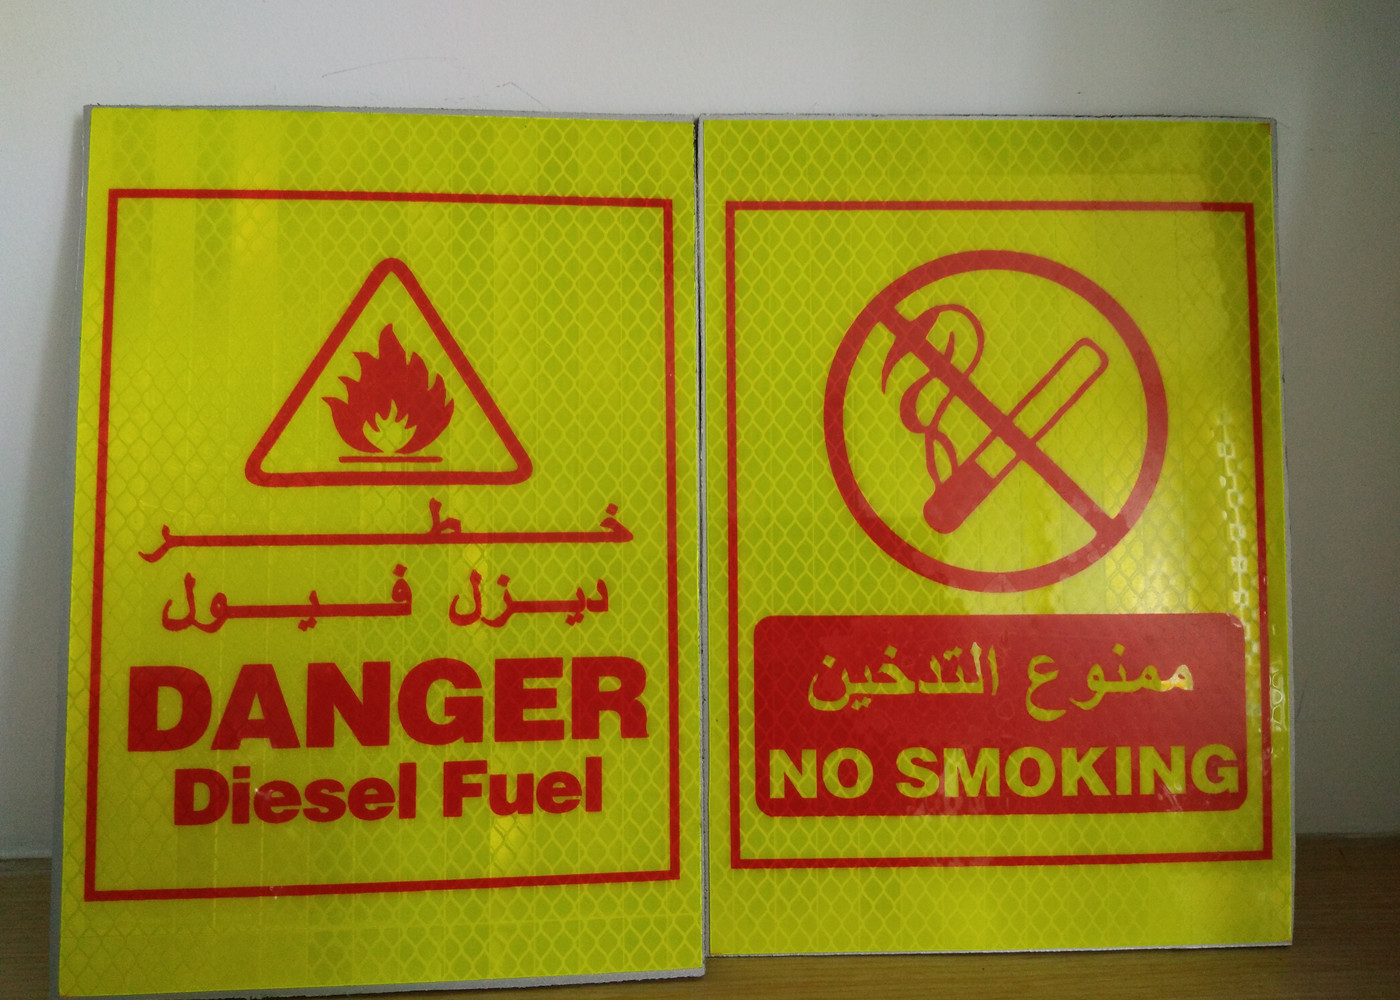 خطر
ديزل فيول
DANGER
Diesel Fuel
ممنوع التدخين
NO SMOKING